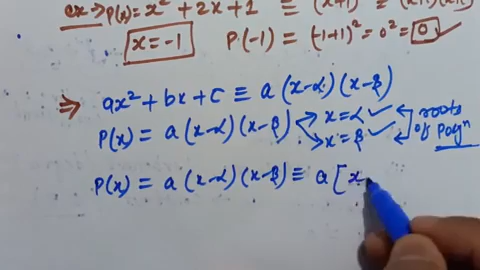 ex → P(x) = x² + 2x + 1 ≡ (x+1)² ≡ (x+1)(x+1)
x = -1 P(-1) = (-1+1)² = 0² = 0
⇒ ax² + bx + c ≡ a(x-α)(x-β)
P(x) = a(x-α)(x-β) x = α roots
x = β of Polyⁿ
P(x) = a(x-α)(x-β) ≡ a[x